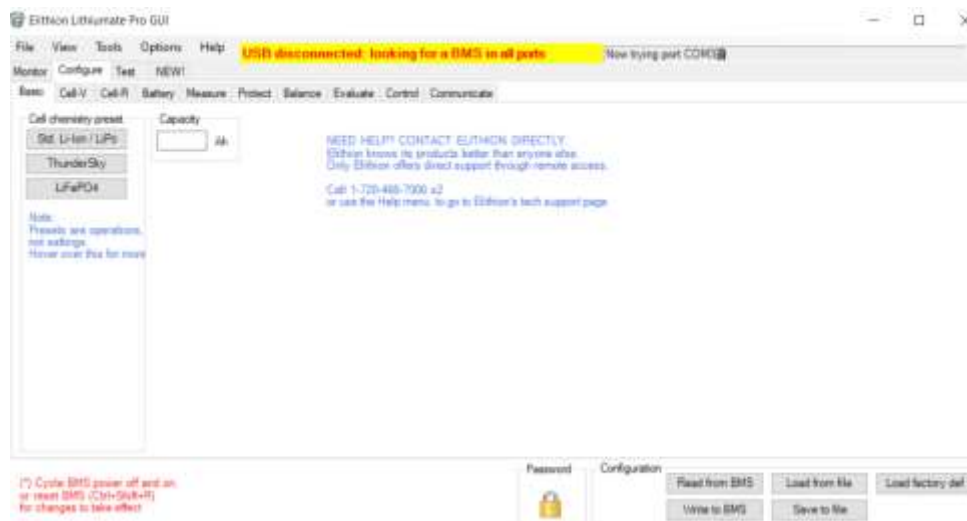 Elithion Lithiumate Pro GUI
File View Tools Options Help
USB disconnected: looking for a BMS in all ports
Now trying port COM3
Monitor Configure Test NEW!
Basic Cell-V Cell-R Battery Measure Protect Balance Evaluate Control Communicate
Cell chemistry preset
Std. Li-Ion / LiPo
ThunderSky
LiFePO4
Note:
Presets are operations,
not settings.
Hover over this for more
Capacity
Ah
NEED HELP? CONTACT ELITHION DIRECTLY
Elithion knows its products better than anyone else.
Only Elithion offers direct support through remote access.
Call 1-720-468-7000 x2
or use the Help menu, to go to Elithion's tech support page
(*) Cycle BMS power off and on
or reset BMS (Ctrl+Shift+R)
for changes to take effect
Password
Configuration
Read from BMS
Load from file
Load factory def
Write to BMS
Save to file